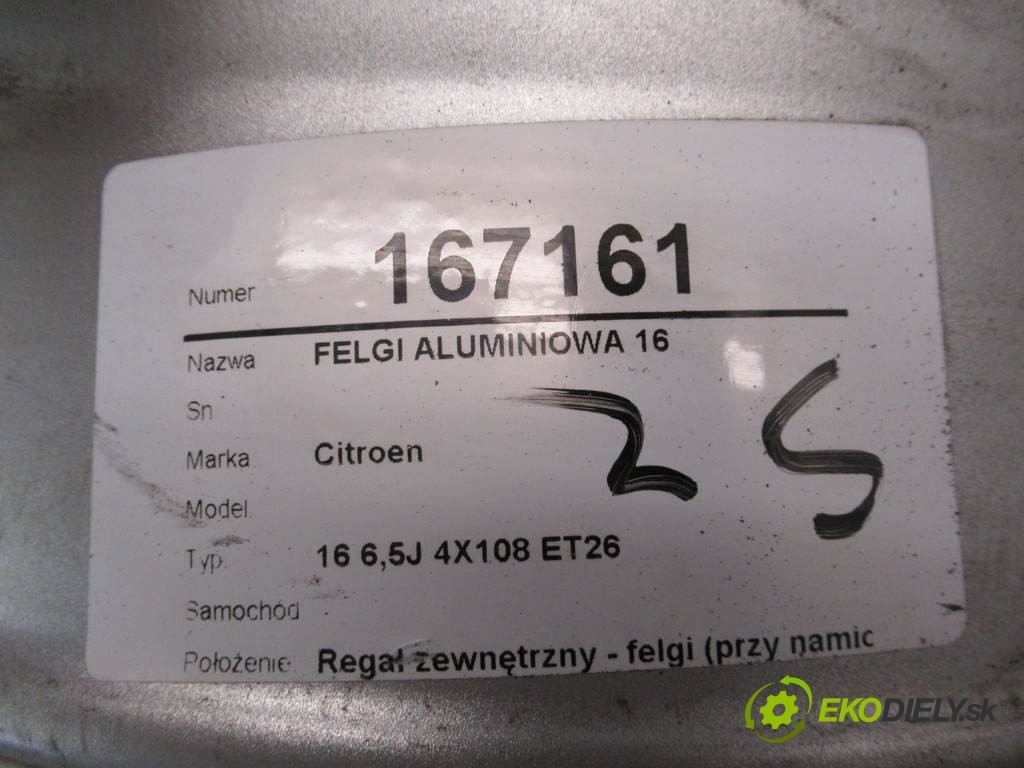 Numer 167161
Nazwa FELGI ALUMINIOWA 16
Sn
Marka Citroen
Model
Typ 16 6,5J 4X108 ET26
Samochód
Położenie Regał zewnętrzny - felgi (przy namic
25
EKODIELY.sk